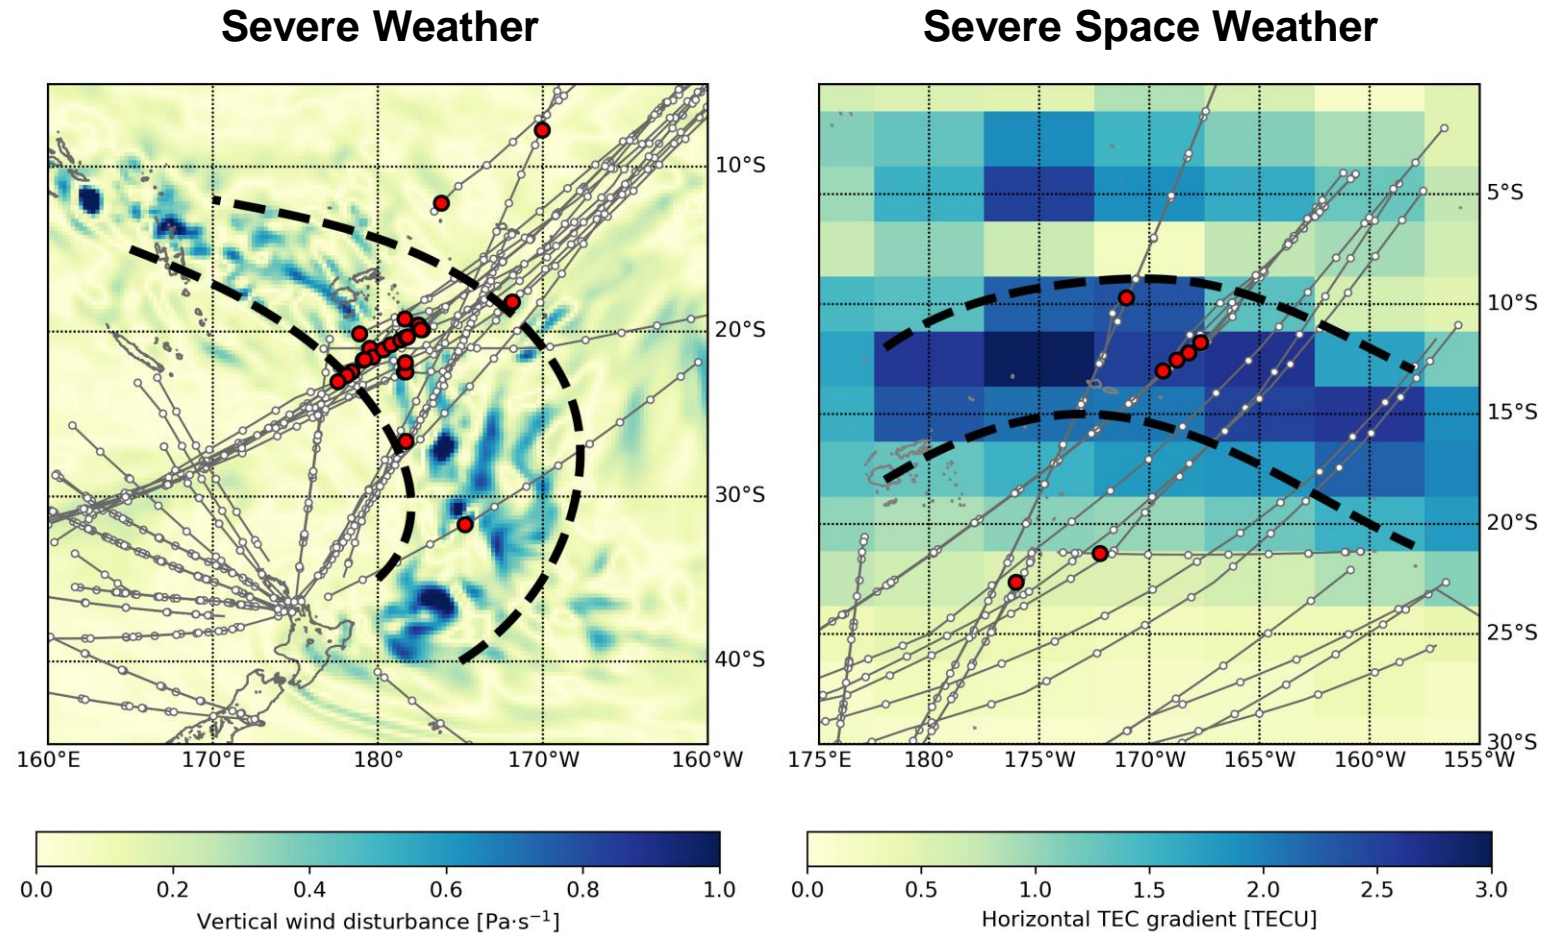 Severe Weather
Severe Space Weather
10°S
20°S
30°S
40°S
160°E 170°E 180° 170°W 160°W
5°S
10°S
15°S
20°S
25°S
30°S
175°E 180° 175°W 170°W 165°W 160°W 155°W
0.0 0.2 0.4 0.6 0.8 1.0
Vertical wind disturbance [Pa·s⁻¹]
0.0 0.5 1.0 1.5 2.0 2.5 3.0
Horizontal TEC gradient [TECU]